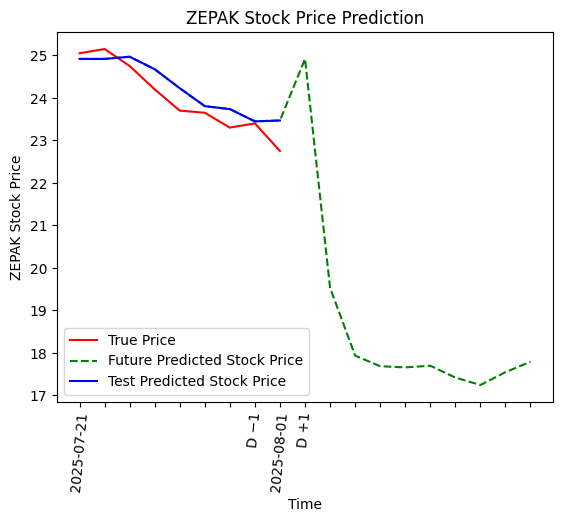 ZEPAK Stock Price Prediction
ZEPAK Stock Price
25
24
23
22
21
20
19
18
17
True Price
Future Predicted Stock Price
Test Predicted Stock Price
2025-07-21
D −1
2025-08-01
D +1
Time